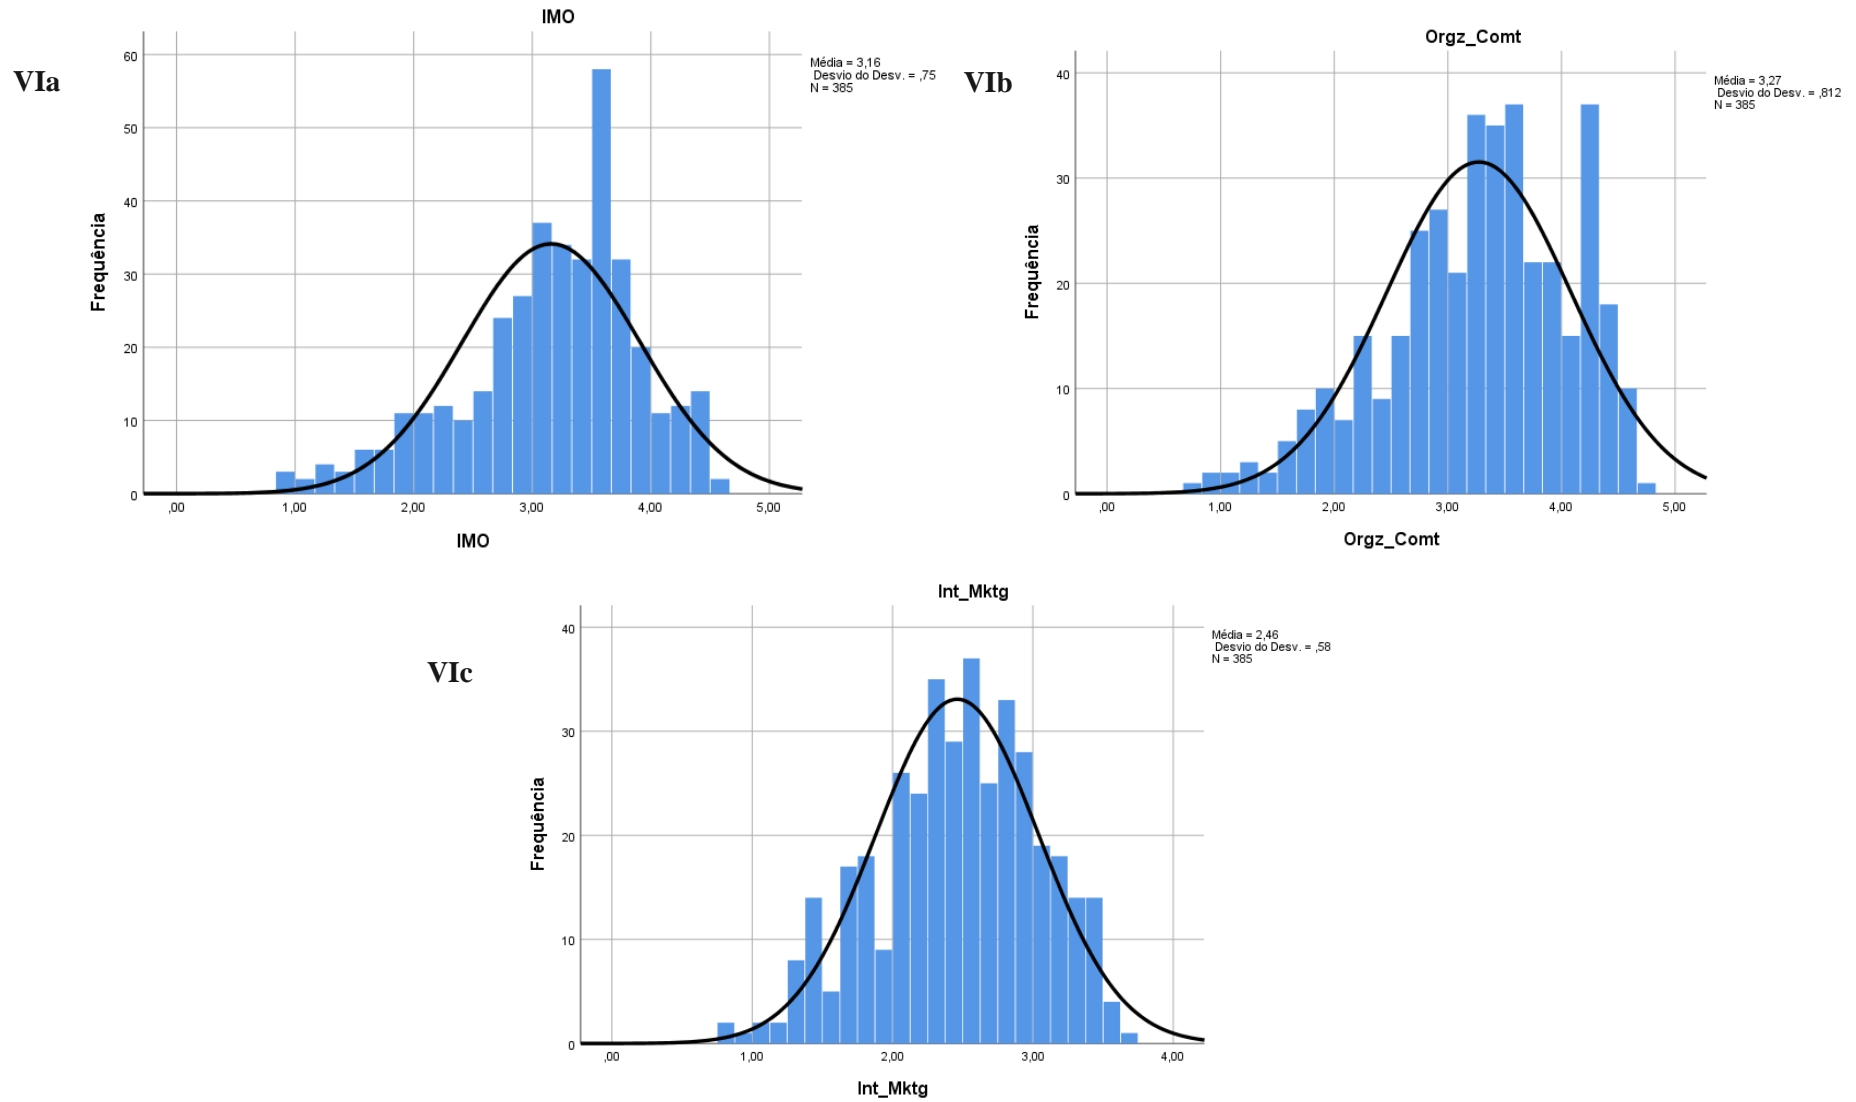 VIa
IMO
Média = 3,16
Desvio do Desv. = ,75
N = 385
Frequência
60
50
40
30
20
10
0
,00
1,00
2,00
3,00
4,00
5,00
IMO
VIb
Orgz_Comt
Média = 3,27
Desvio do Desv. = ,812
N = 385
Frequência
40
30
20
10
0
,00
1,00
2,00
3,00
4,00
5,00
Orgz_Comt
VIc
Int_Mktg
Média = 2,46
Desvio do Desv. = ,58
N = 385
Frequência
40
30
20
10
0
,00
1,00
2,00
3,00
4,00
Int_Mktg